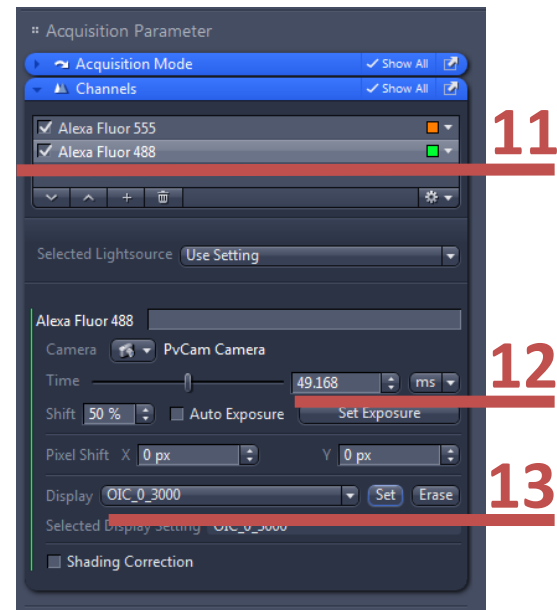 Acquisition Parameter
Acquisition Mode Show All
Channels Show All
11
Alexa Fluor 555
Alexa Fluor 488
Selected Lightsource Use Setting
Alexa Fluor 488
Camera PvCam Camera
12
Time 49.168 ms
Shift 50 % Auto Exposure Set Exposure
Pixel Shift X 0 px Y 0 px
13
Display OIC_0_3000 Set Erase
Selected Display Setting OIC_0_3000
Shading Correction